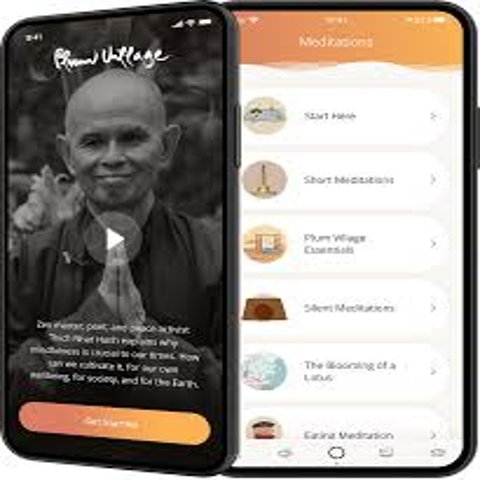 9:41
Plum Village
Zen master, poet, and peace activist
Thich Nhat Hanh explains why
mindfulness is crucial to our times. How
can we cultivate it, for our own
wellbeing, for society, and for the Earth.
Get Started
Meditations
Start Here
Short Meditations
Plum Village
Essentials
Silent Meditations
The Blooming of a
Lotus
Eating Meditation